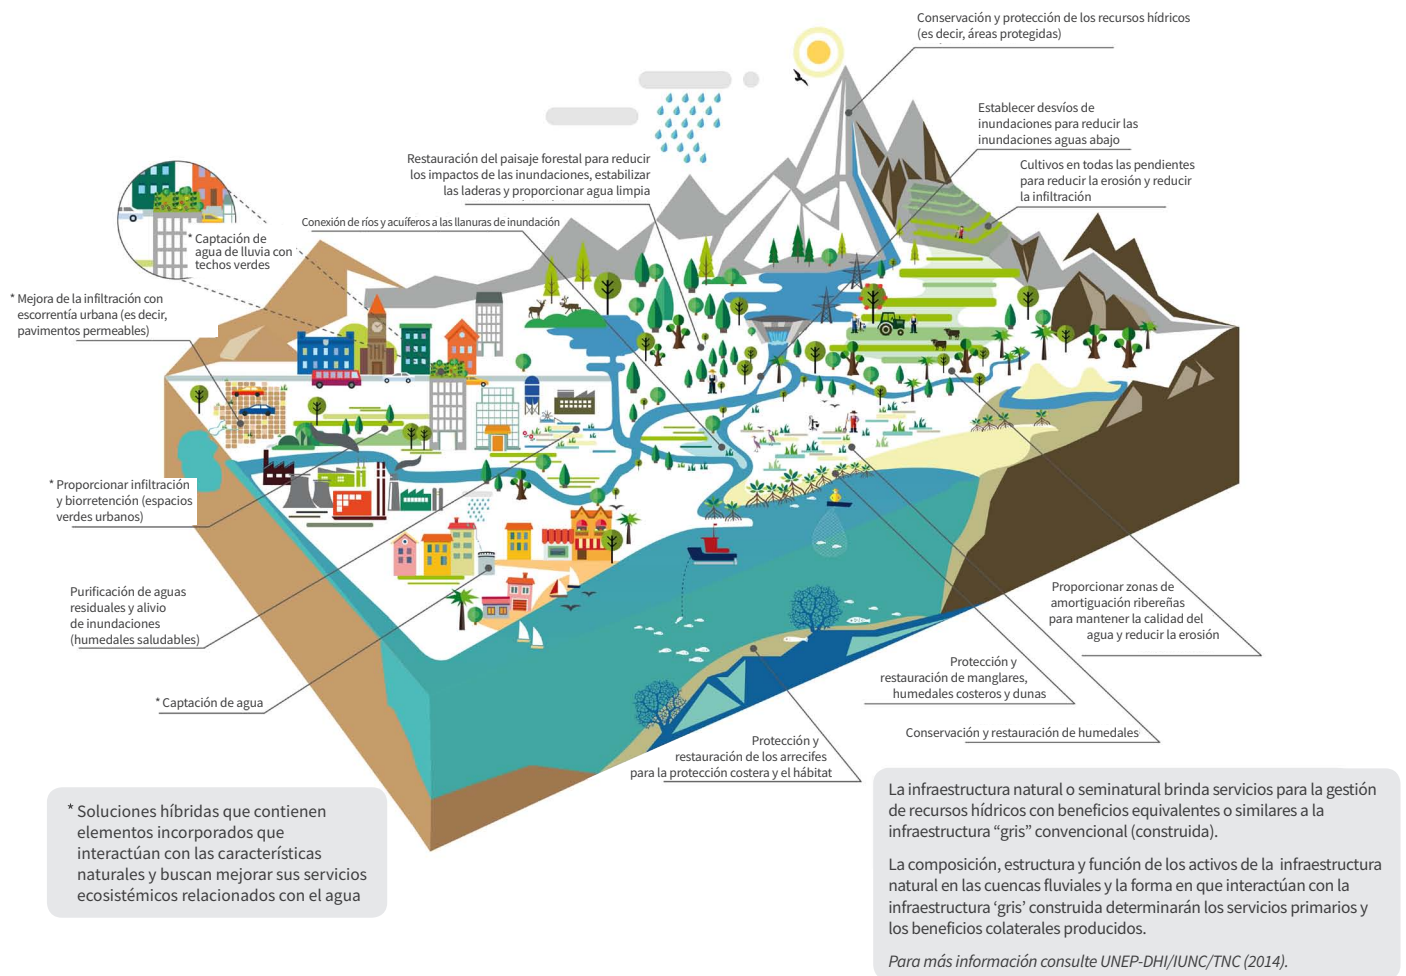 Conservación y protección de los recursos hídricos
(es decir, áreas protegidas)
Establecer desvíos de
inundaciones para reducir las
inundaciones aguas abajo
Cultivos en todas las pendientes
para reducir la erosión y reducir
la infiltración
Restauración del paisaje forestal para reducir
los impactos de las inundaciones, estabilizar
las laderas y proporcionar agua limpia
Conexión de ríos y acuíferos a las llanuras de inundación
* Captación de
agua de lluvia con
techos verdes
* Mejora de la infiltración con
escorrentía urbana (es decir,
pavimentos permeables)
* Proporcionar infiltración
y biorretención (espacios
verdes urbanos)
Purificación de aguas
residuales y alivio
de inundaciones
(humedales saludables)
* Captación de agua
Proporcionar zonas de
amortiguación ribereñas
para mantener la calidad del
agua y reducir la erosión
Protección y
restauración de manglares,
humedales costeros y dunas
Conservación y restauración de humedales
Protección y
restauración de los arrecifes
para la protección costera y el hábitat
* Soluciones híbridas que contienen
elementos incorporados que
interactúan con las características
naturales y buscan mejorar sus servicios
ecosistémicos relacionados con el agua
La infraestructura natural o seminatural brinda servicios para la gestión
de recursos hídricos con beneficios equivalentes o similares a la
infraestructura “gris” convencional (construida).
La composición, estructura y función de los activos de la infraestructura
natural en las cuencas fluviales y la forma en que interactúan con la
infraestructura ‘gris’ construida determinarán los servicios primarios y
los beneficios colaterales producidos.
Para más información consulte UNEP-DHI/IUNC/TNC (2014).